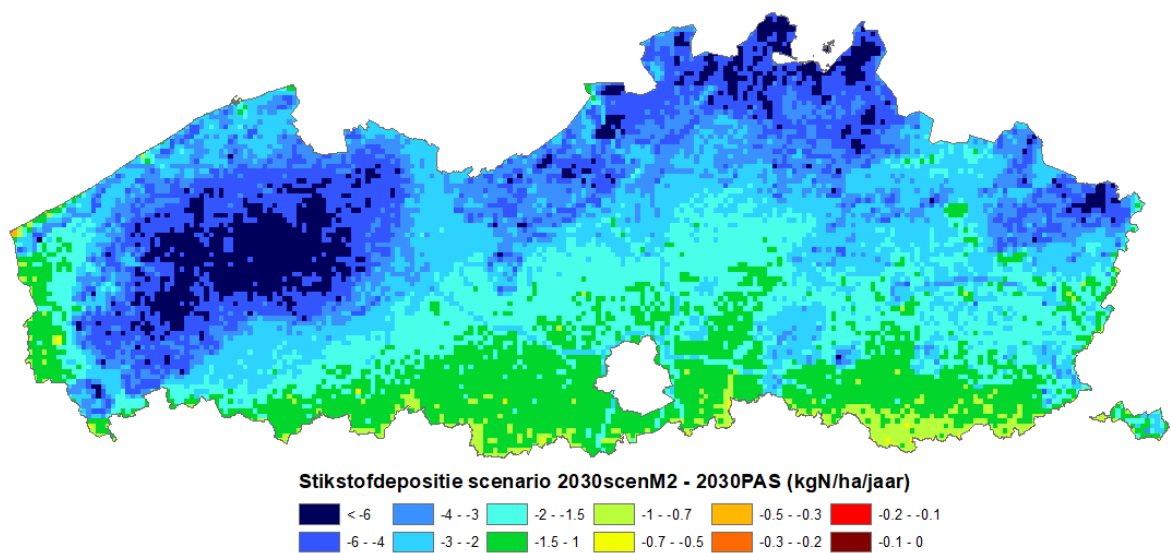 Stikstofdepositie scenario 2030scenM2 - 2030PAS (kgN/ha/jaar)
< -6 -4 - -3 -2 - -1.5 -1 - -0.7 -0.5 - -0.3 -0.2 - -0.1
-6 - -4 -3 - -2 -1.5 - 1 -0.7 - -0.5 -0.3 - -0.2 -0.1 - 0